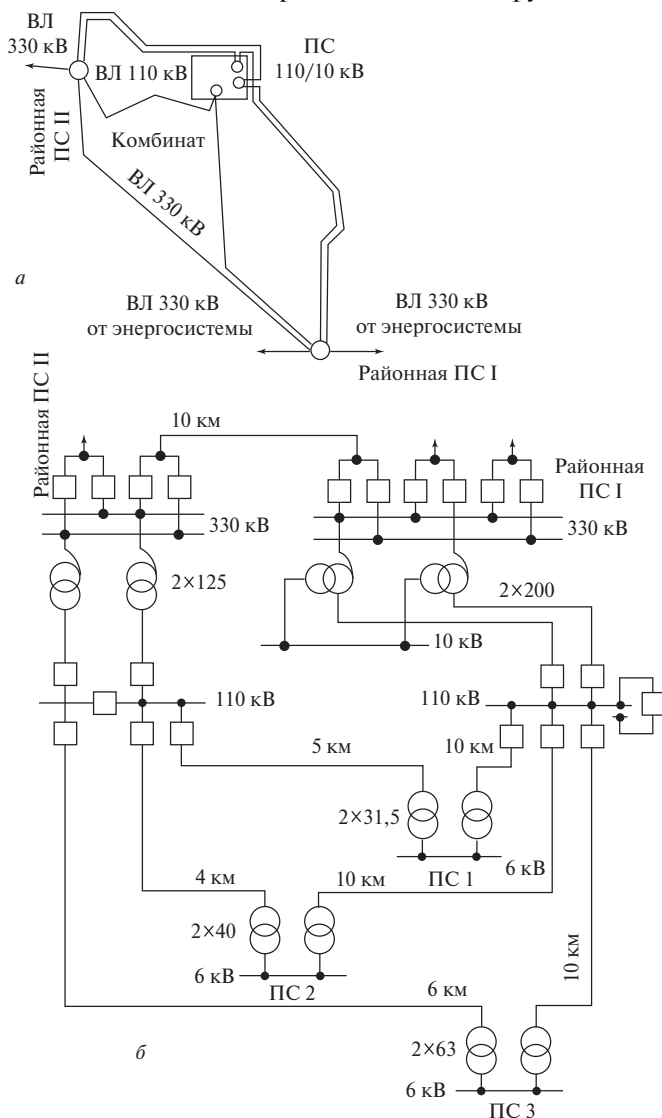 ВЛ
330 кВ
ВЛ 110 кВ
ПС
110/10 кВ
Районная
ПС II
Комбинат
ВЛ 330 кВ
а
ВЛ 330 кВ
от энергосистемы
ВЛ 330 кВ
от энергосистемы
Районная ПС I
Районная ПС II
10 км
Районная
ПС I
330 кВ
330 кВ
2×125
2×200
10 кВ
110 кВ
110 кВ
5 км
10 км
2×31,5
6 кВ
ПС 1
4 км
10 км
2×40
6 кВ
ПС 2
10 км
6 км
б
2×63
6 кВ
ПС 3